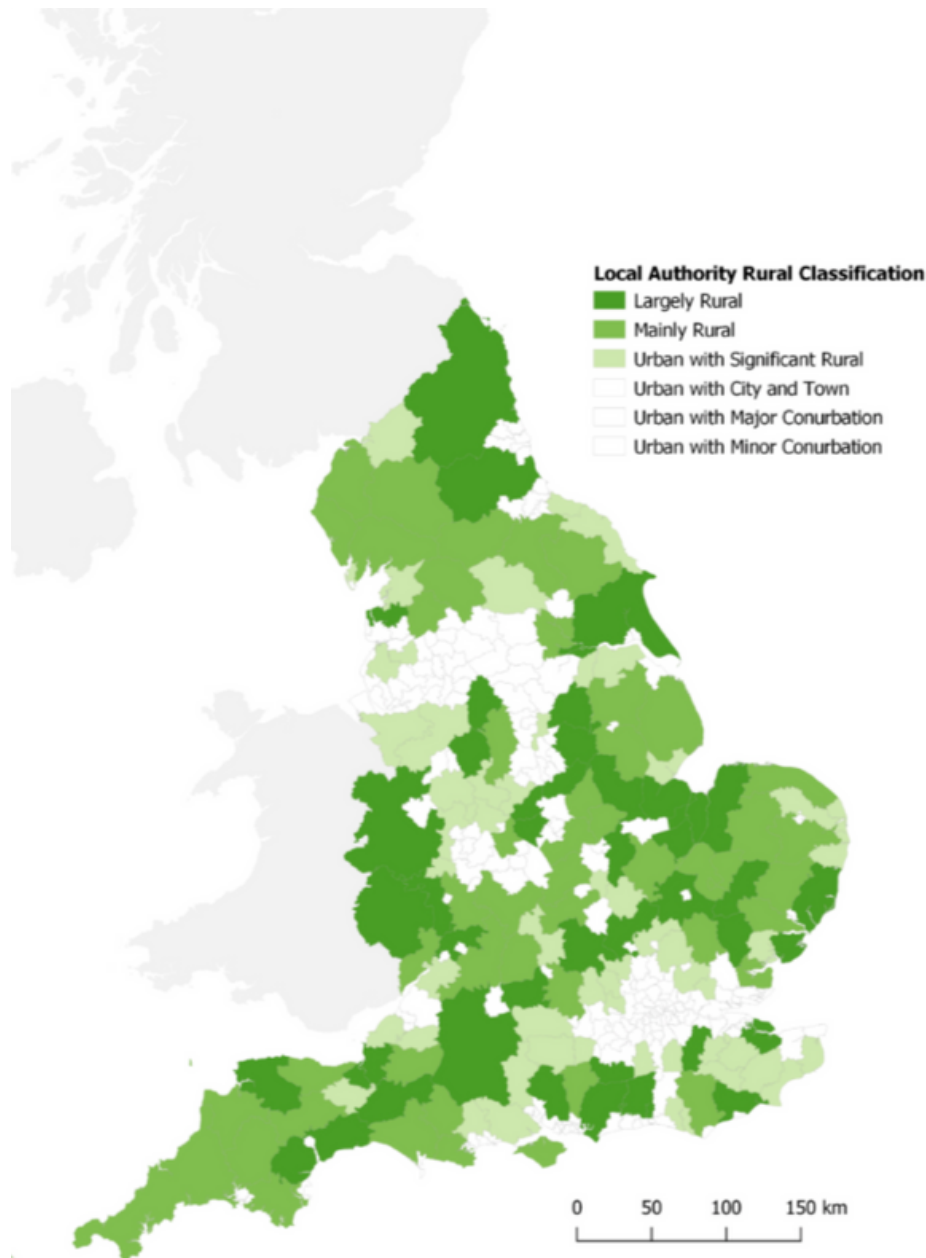 Local Authority Rural Classification
Largely Rural
Mainly Rural
Urban with Significant Rural
Urban with City and Town
Urban with Major Conurbation
Urban with Minor Conurbation
0 50 100 150 km